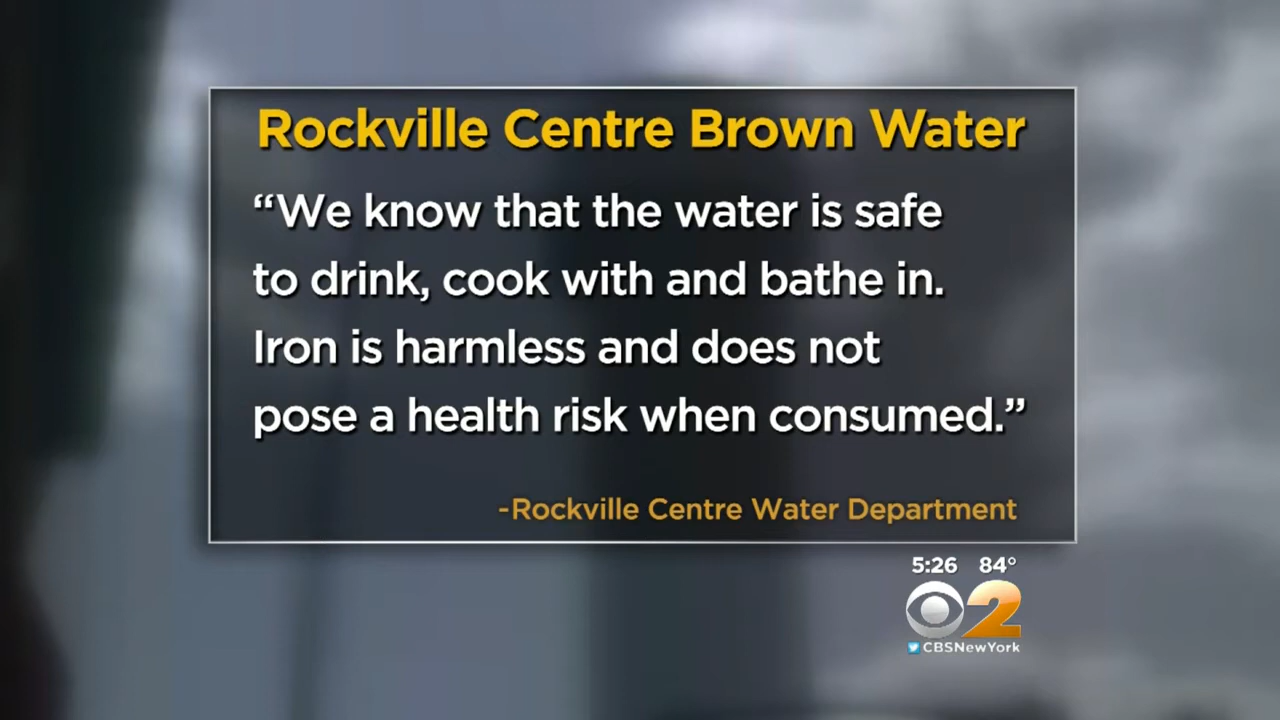 Rockville Centre Brown Water
“We know that the water is safe
to drink, cook with and bathe in.
Iron is harmless and does not
pose a health risk when consumed.”
-Rockville Centre Water Department
5:26 84°
2
CBSNewYork